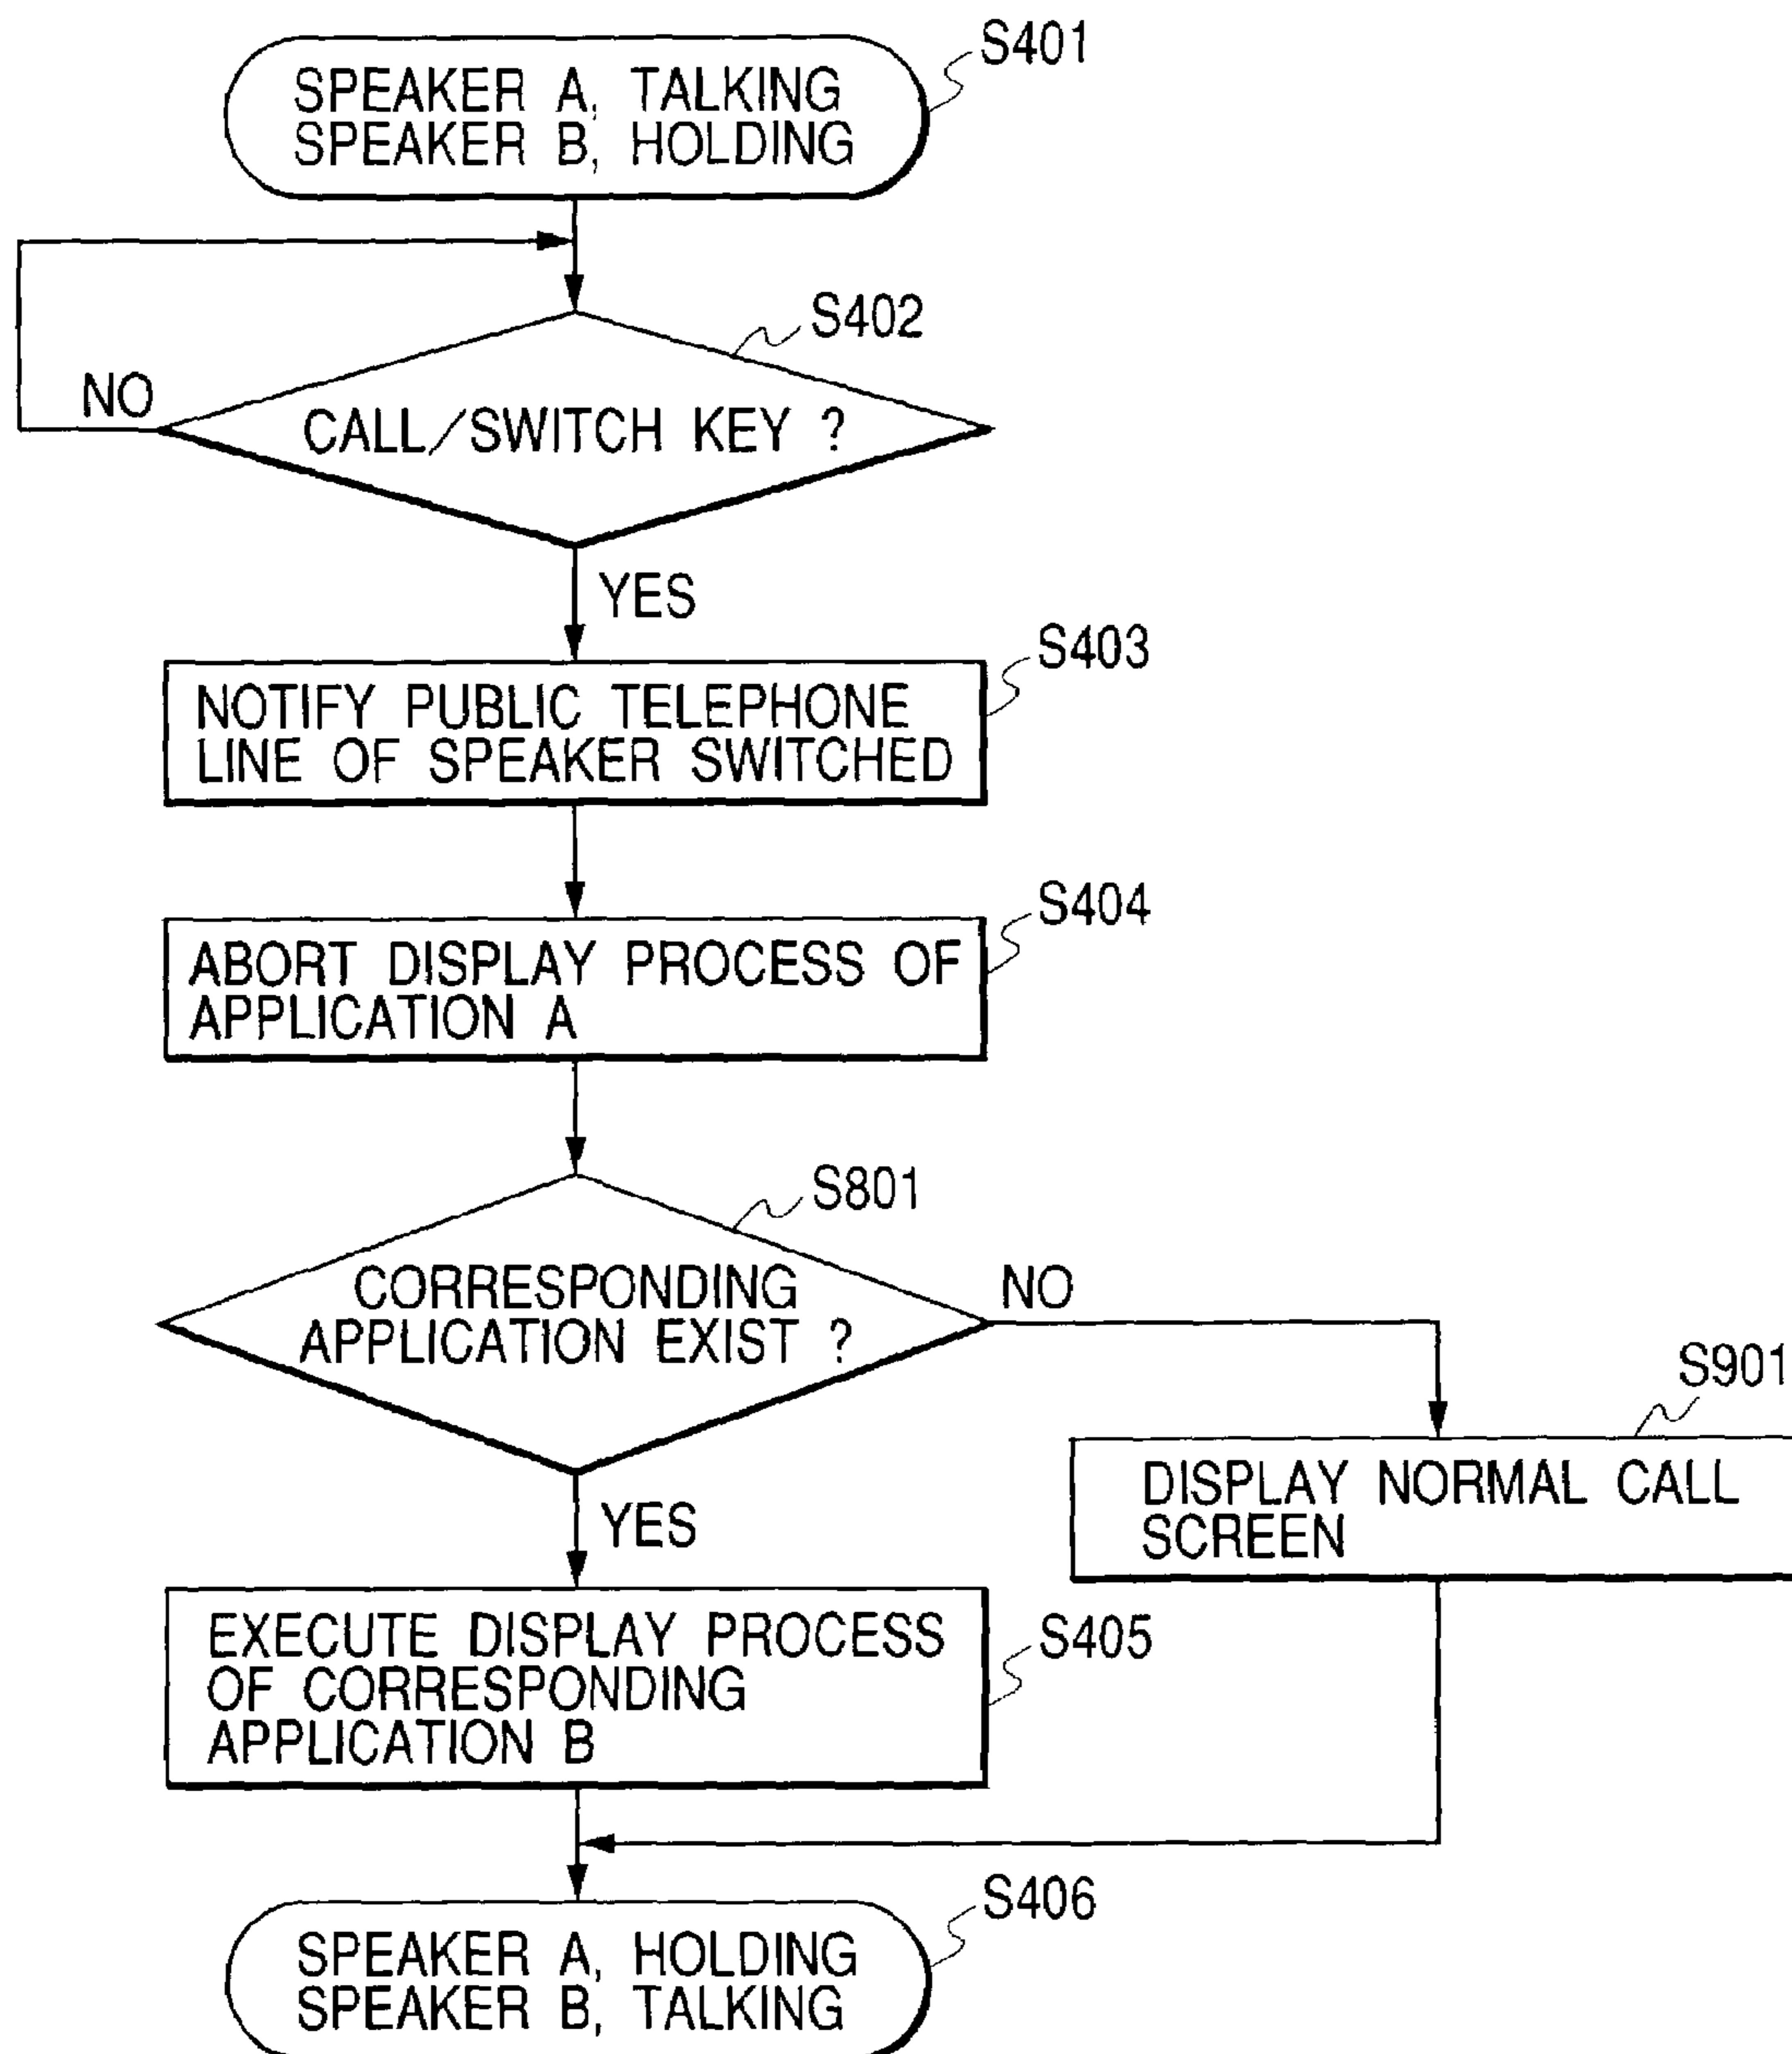 S401
SPEAKER A, TALKING
SPEAKER B, HOLDING
S402
NO
CALL/SWITCH KEY ?
YES
S403
NOTIFY PUBLIC TELEPHONE
LINE OF SPEAKER SWITCHED
S404
ABORT DISPLAY PROCESS OF
APPLICATION A
S801
CORRESPONDING
APPLICATION EXIST ?
NO
S901
DISPLAY NORMAL CALL
SCREEN
YES
EXECUTE DISPLAY PROCESS
OF CORRESPONDING
APPLICATION B
S405
S406
SPEAKER A, HOLDING
SPEAKER B, TALKING